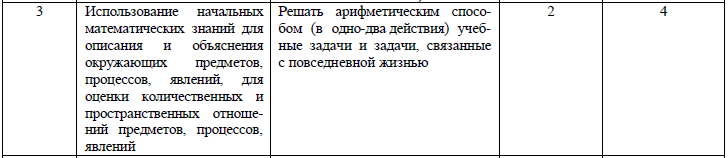 3 Использование начальных Решать арифметическим спосо- 2 4
математических знаний для бом (в одно-два действия) учеб-
описания и объяснения ные задачи и задачи, связанные
окружающих предметов, с повседневной жизнью
процессов, явлений, для
оценки количественных и
пространственных отноше-
ний предметов, процессов,
явлений